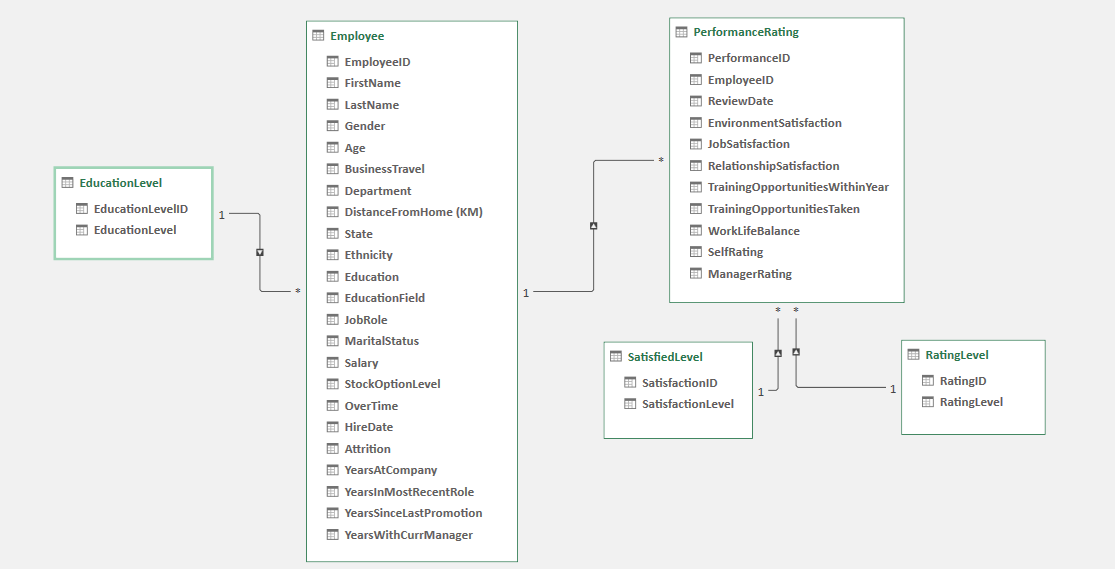 Employee
EmployeeID
FirstName
LastName
Gender
Age
BusinessTravel
Department
DistanceFromHome (KM)
State
Ethnicity
Education
EducationField
JobRole
MaritalStatus
Salary
StockOptionLevel
OverTime
HireDate
Attrition
YearsAtCompany
YearsInMostRecentRole
YearsSinceLastPromotion
YearsWithCurrManager
EducationLevel
EducationLevelID
EducationLevel
1
*
1
*
PerformanceRating
PerformanceID
EmployeeID
ReviewDate
EnvironmentSatisfaction
JobSatisfaction
RelationshipSatisfaction
TrainingOpportunitiesWithinYear
TrainingOpportunitiesTaken
WorkLifeBalance
SelfRating
ManagerRating
* *
SatisfiedLevel
SatisfactionID
SatisfactionLevel
1
1
RatingLevel
RatingID
RatingLevel